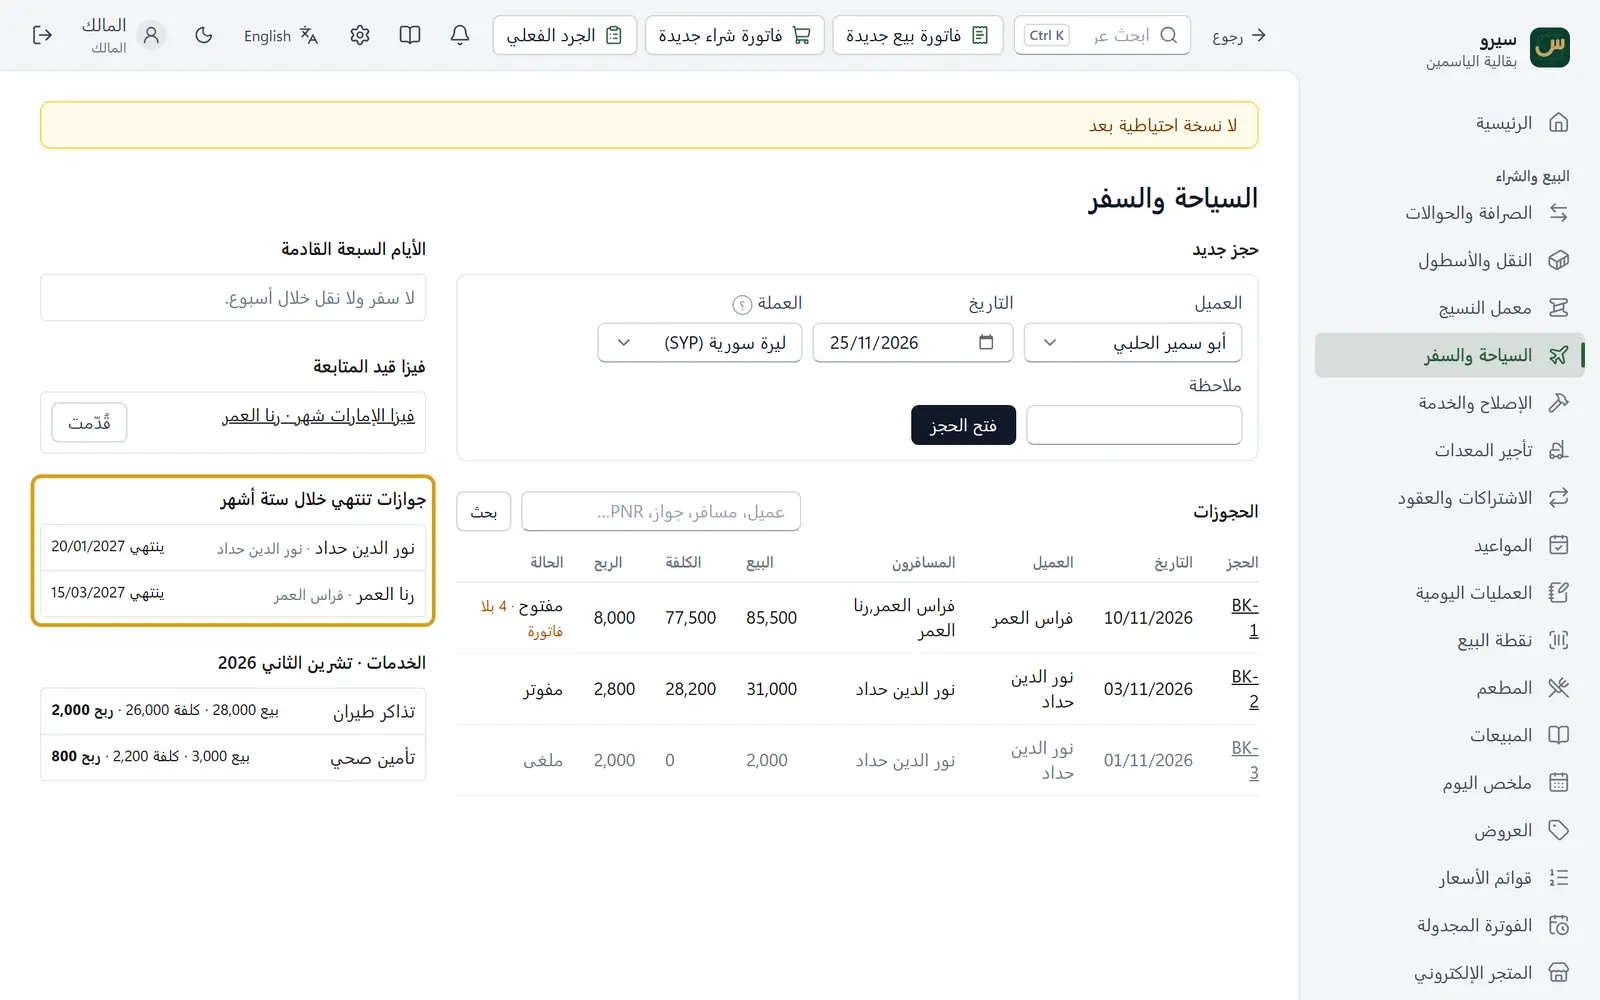 سيرو
بقالية الياسمين
رجوع
ابحث عر
Ctrl K
فاتورة بيع جديدة
فاتورة شراء جديدة
الجرد الفعلي
English
المالك
المالك
الرئيسية
البيع والشراء
الصرافة والحوالات
النقل والأسطول
معمل النسيج
السياحة والسفر
الإصلاح والخدمة
تأجير المعدات
الاشتراكات والعقود
المواعيد
العمليات اليومية
نقطة البيع
المطعم
المبيعات
ملخص اليوم
العروض
قوائم الأسعار
الفوترة المجدولة
المتجر الإلكتروني
لا نسخة احتياطية بعد
السياحة والسفر
حجز جديد
العميل التاريخ العملة ؟
أبو سمير الحلبي 25/11/2026 ليرة سورية (SYP)
ملاحظة
فتح الحجز
الحجوزات
عميل، مسافر، جواز، PNR...
بحث
الحجز التاريخ العميل المسافرون البيع الكلفة الربح الحالة
BK-1 10/11/2026 فراس العمر فراس العمر,رنا العمر 85,500 77,500 8,000 مفتوح · 4 بلا فاتورة
BK-2 03/11/2026 نور الدين حداد نور الدين حداد 31,000 28,200 2,800 مفوتر
BK-3 01/11/2026 نور الدين حداد نور الدين حداد 2,000 0 2,000 ملغى
الأيام السبعة القادمة
لا سفر ولا نقل خلال أسبوع.
فيزا قيد المتابعة
فيزا الإمارات شهر · رنا العمر
قُدّمت
جوازات تنتهي خلال ستة أشهر
نور الدين حداد · نور الدين حداد ينتهي 20/01/2027
رنا العمر · فراس العمر ينتهي 15/03/2027
الخدمات · تشرين الثاني 2026
تذاكر طيران بيع 28,000 · كلفة 26,000 · ربح 2,000
تأمين صحي بيع 3,000 · كلفة 2,200 · ربح 800